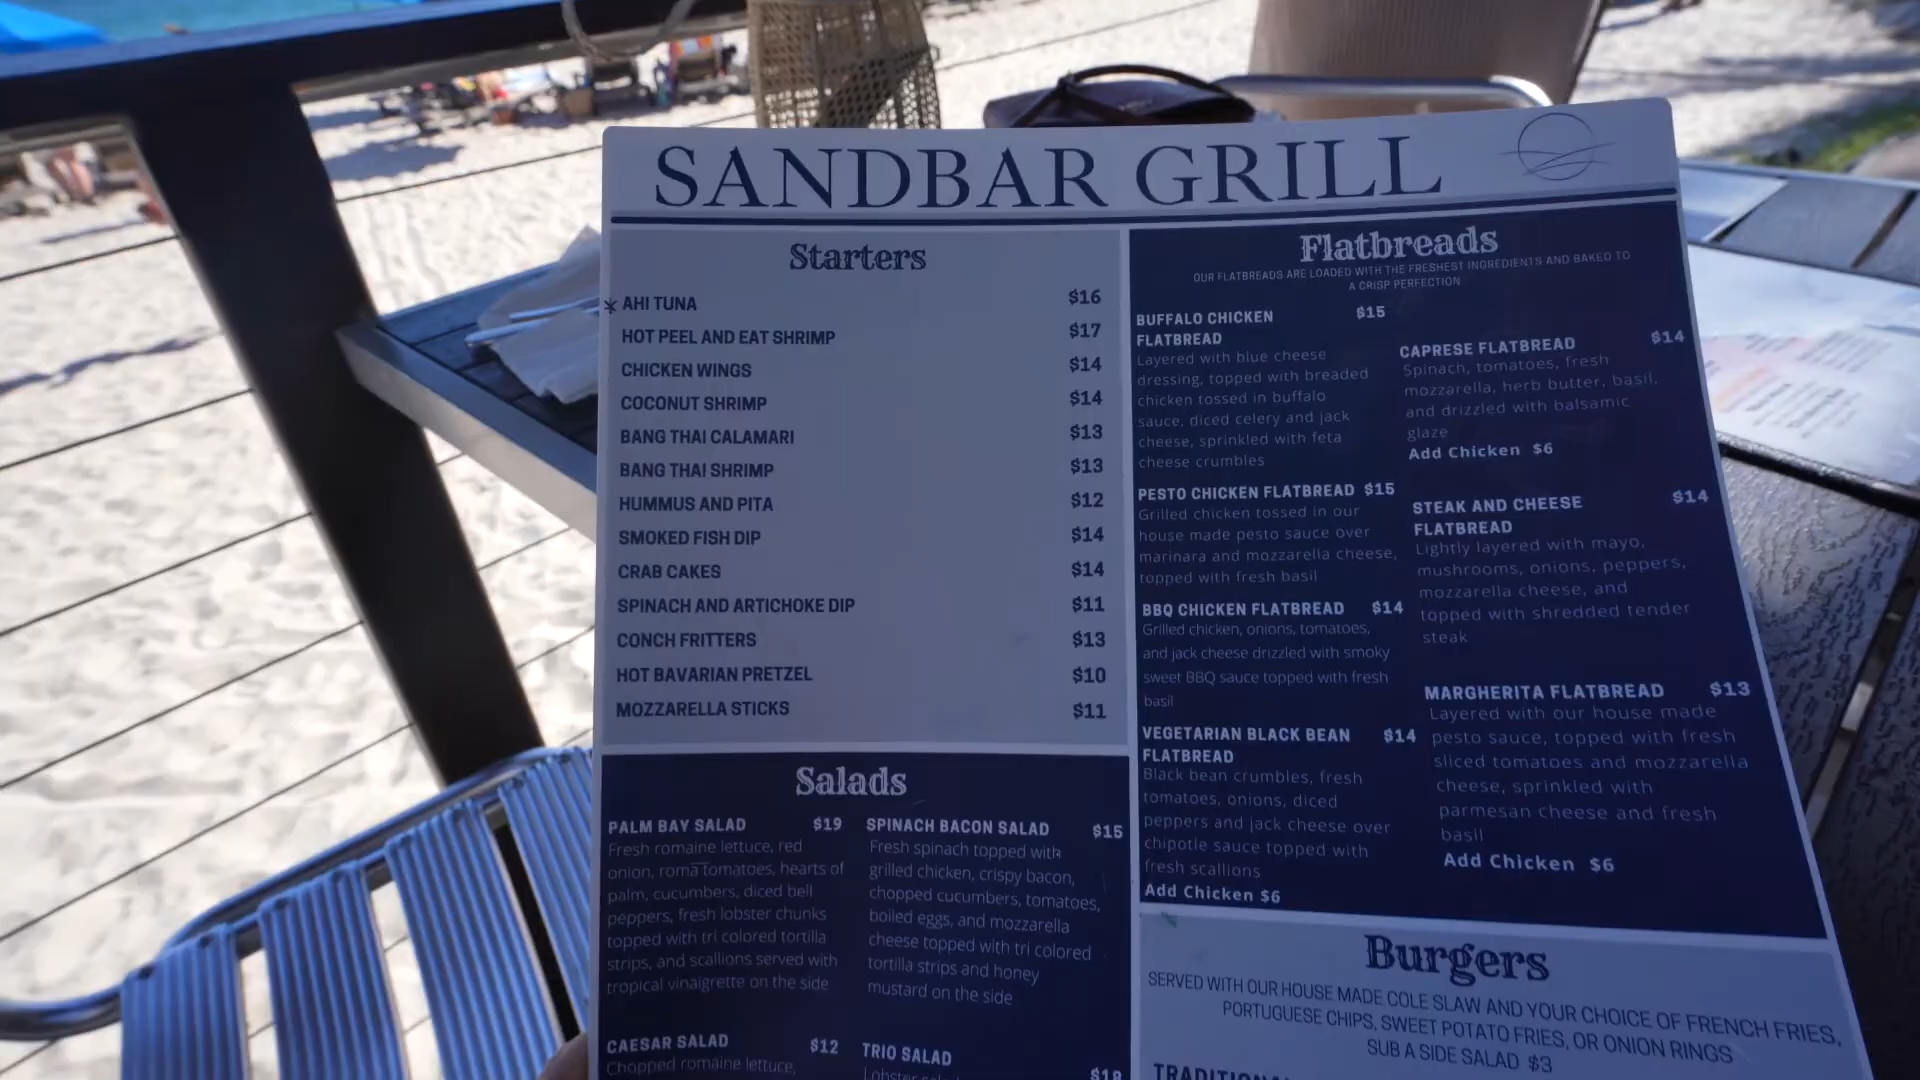 SANDBAR GRILL
Starters
* AHI TUNA $16
HOT PEEL AND EAT SHRIMP $17
CHICKEN WINGS $14
COCONUT SHRIMP $14
BANG THAI CALAMARI $13
BANG THAI SHRIMP $13
HUMMUS AND PITA $12
SMOKED FISH DIP $14
CRAB CAKES $14
SPINACH AND ARTICHOKE DIP $11
CONCH FRITTERS $13
HOT BAVARIAN PRETZEL $10
MOZZARELLA STICKS $11
Salads
PALM BAY SALAD $19
Fresh romaine lettuce, red
onion, roma tomatoes, hearts of
palm, cucumbers, diced bell
peppers, fresh lobster chunks
topped with tri colored tortilla
strips, and scallions served with
tropical vinaigrette on the side
CAESAR SALAD $12
Chopped romaine lettuce,
SPINACH BACON SALAD $15
Fresh spinach topped with
grilled chicken, crispy bacon,
chopped cucumbers, tomatoes,
boiled eggs, and mozzarella
cheese topped with tri colored
tortilla strips and honey
mustard on the side
TRIO SALAD $18
Lobster
Flatbreads
OUR FLATBREADS ARE LOADED WITH THE FRESHEST INGREDIENTS AND BAKED TO
A CRISP PERFECTION
BUFFALO CHICKEN $15
FLATBREAD
Layered with blue cheese
dressing, topped with breaded
chicken tossed in buffalo
sauce, diced celery and jack
cheese, sprinkled with feta
cheese crumbles
PESTO CHICKEN FLATBREAD $15
Grilled chicken tossed in our
house made pesto sauce over
marinara and mozzarella cheese,
topped with fresh basil
BBQ CHICKEN FLATBREAD $14
Grilled chicken, onions, tomatoes,
and jack cheese drizzled with smoky
sweet BBQ sauce topped with fresh
basil
VEGETARIAN BLACK BEAN $14
FLATBREAD
Black bean crumbles, fresh
tomatoes, onions, diced
peppers and jack cheese over
chipotle sauce topped with
fresh scallions
Add Chicken $6
CAPRESE FLATBREAD $14
Spinach, tomatoes, fresh
mozzarella, herb butter, basil,
and drizzled with balsamic
glaze
Add Chicken $6
STEAK AND CHEESE $14
FLATBREAD
Lightly layered with mayo,
mushrooms, onions, peppers,
mozzarella cheese, and
topped with shredded tender
steak
MARGHERITA FLATBREAD $13
Layered with our house made
pesto sauce, topped with fresh
sliced tomatoes and mozzarella
cheese, sprinkled with
parmesan cheese and fresh
basil
Add Chicken $6
Burgers
SERVED WITH OUR HOUSE MADE COLE SLAW AND YOUR CHOICE OF FRENCH FRIES,
PORTUGUESE CHIPS, SWEET POTATO FRIES, OR ONION RINGS
SUB A SIDE SALAD $3